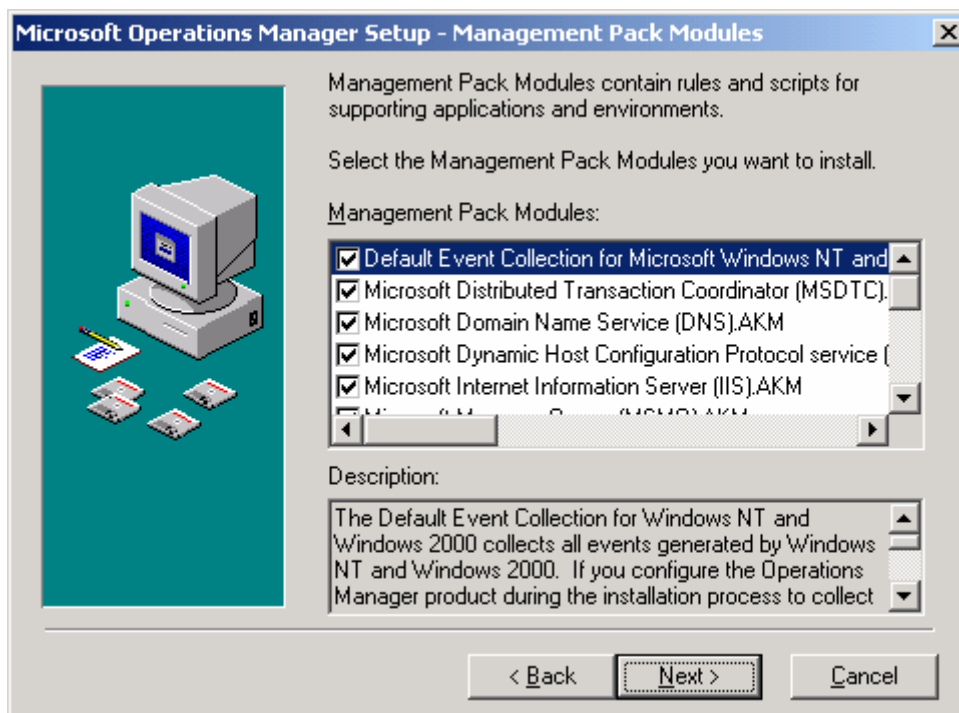 Microsoft Operations Manager Setup - Management Pack Modules
Management Pack Modules contain rules and scripts for
supporting applications and environments.
Select the Management Pack Modules you want to install.
Management Pack Modules:
Default Event Collection for Microsoft Windows NT and
Microsoft Distributed Transaction Coordinator (MSDTC).
Microsoft Domain Name Service (DNS).AKM
Microsoft Dynamic Host Configuration Protocol service (
Microsoft Internet Information Server (IIS).AKM
Description:
The Default Event Collection for Windows NT and
Windows 2000 collects all events generated by Windows
NT and Windows 2000. If you configure the Operations
Manager product during the installation process to collect
< Back
Next >
Cancel